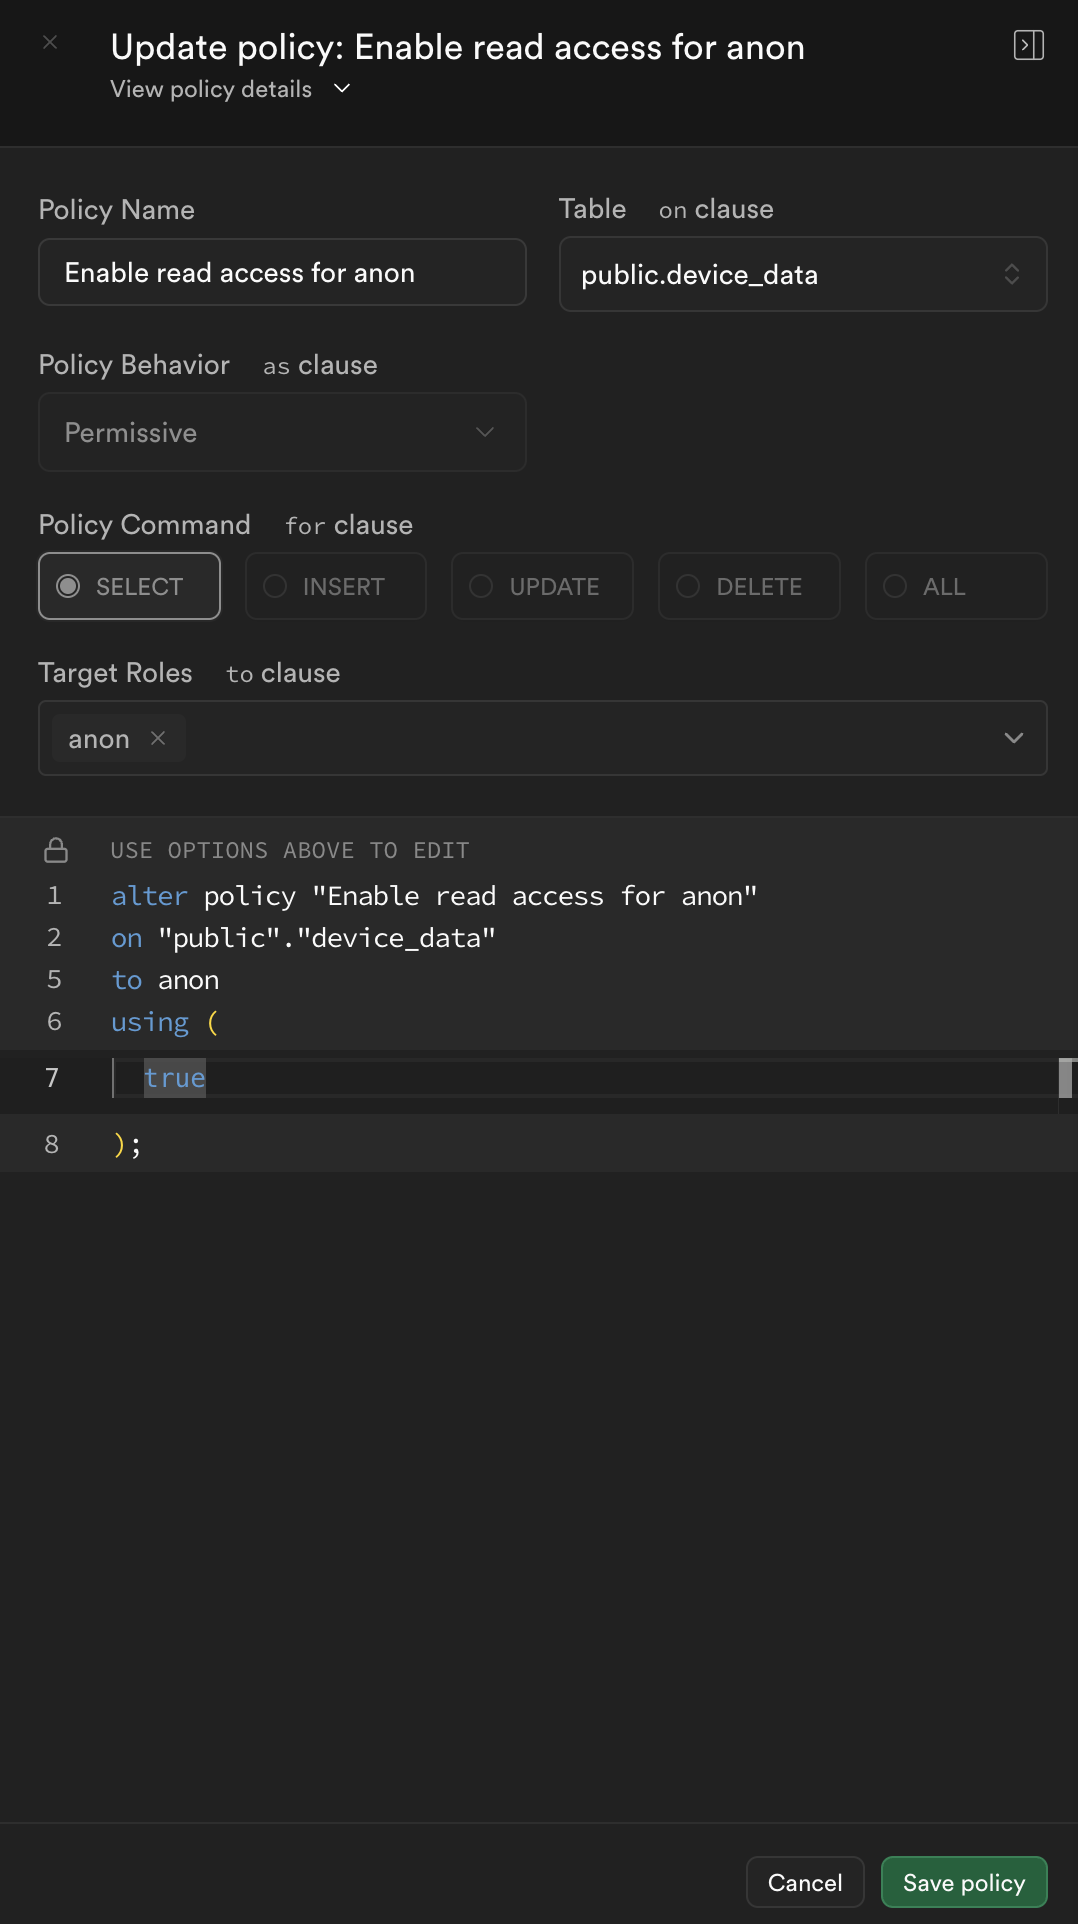 Update policy: Enable read access for anon
View policy details
Policy Name
Enable read access for anon
Table on clause
public.device_data
Policy Behavior as clause
Permissive
Policy Command for clause
SELECT INSERT UPDATE DELETE ALL
Target Roles to clause
anon
USE OPTIONS ABOVE TO EDIT
1 alter policy "Enable read access for anon"
2 on "public"."device_data"
5 to anon
6 using (
7 true
8 );
Cancel Save policy